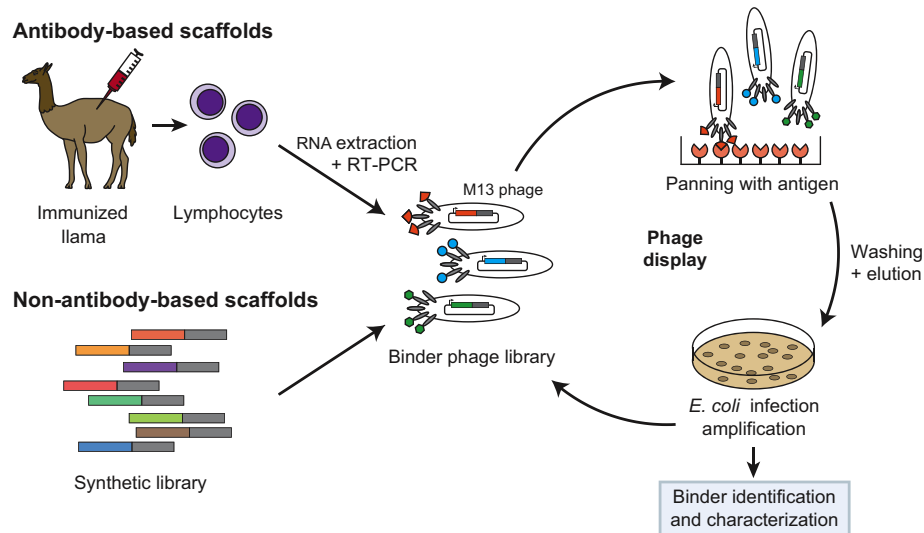 Antibody-based scaffolds
Immunized
llama
Lymphocytes
RNA extraction
+ RT-PCR
Non-antibody-based scaffolds
Synthetic library
M13 phage
Binder phage library
Phage
display
Panning with antigen
Washing
+ elution
E. coli infection
amplification
Binder identification
and characterization